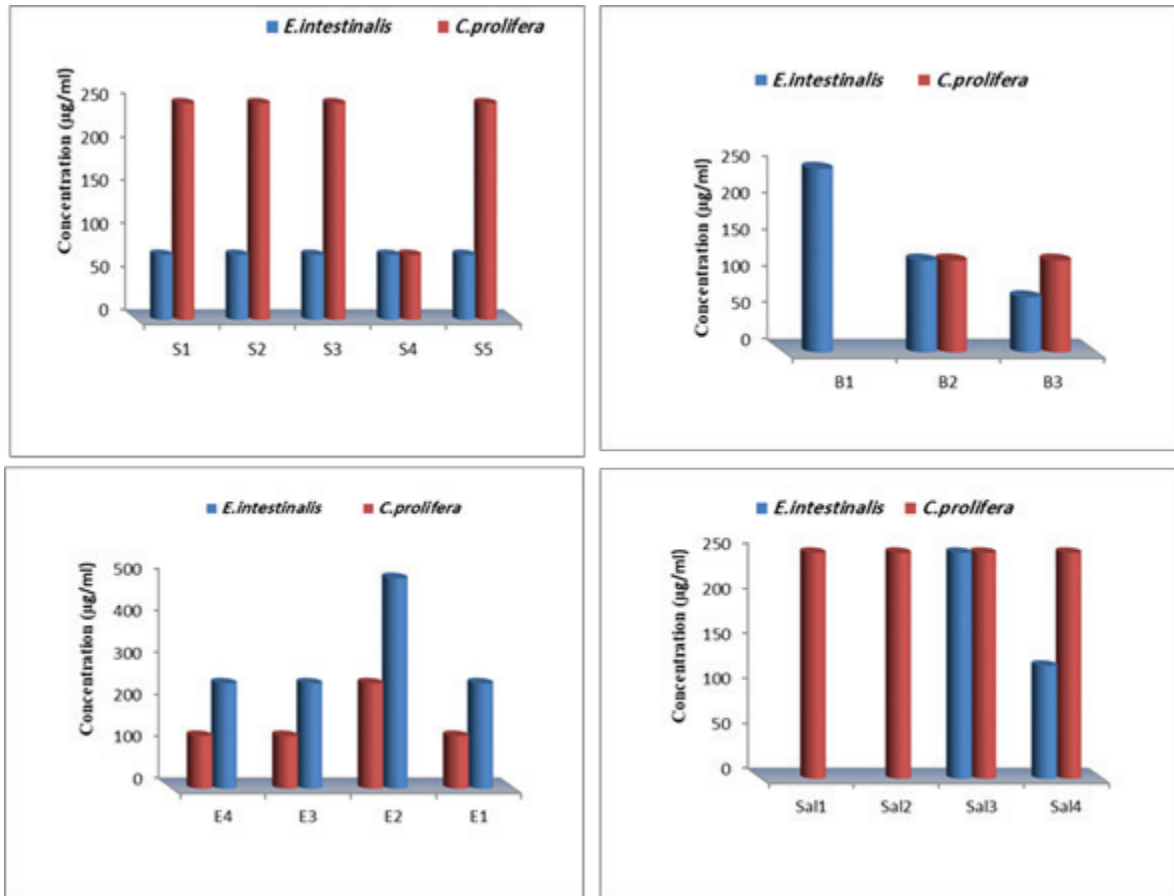 E.intestinalis C.prolifera
Concentration (µg/ml)
250
200
150
100
50
0
S1 S2 S3 S4 S5
E.intestinalis C.prolifera
Concentration (µg/ml)
250
200
150
100
50
0
B1 B2 B3
E.intestinalis C.prolifera
Concentration (µg/ml)
500
400
300
200
100
0
E4 E3 E2 E1
E.intestinalis C.prolifera
Concentration (µg/ml)
250
200
150
100
50
0
Sal1 Sal2 Sal3 Sal4